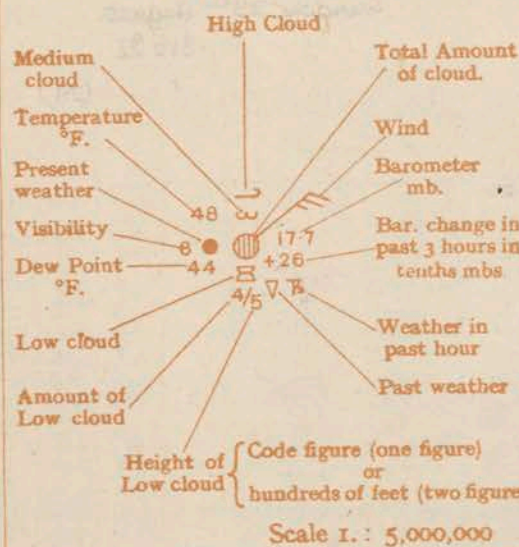 High Cloud
Medium
cloud
Total Amount
of cloud.
Temperature
°F.
Wind
Present
weather
Barometer
mb.
48
Visibility
6
17.7
Bar. change in
past 3 hours in
tenths mbs
Dew Point
°F.
44
+26
Low cloud
4/5
Weather in
past hour
Amount of
Low cloud
Past weather
Height of
Low cloud
Code figure (one figure)
or
hundreds of feet (two figure
Scale 1. : 5,000,000